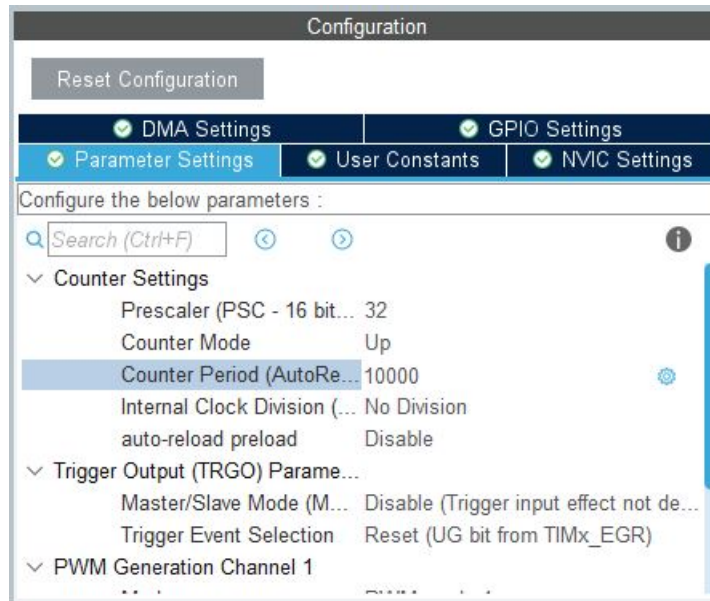 Configuration
Reset Configuration
DMA Settings GPIO Settings
Parameter Settings User Constants NVIC Settings
Configure the below parameters :
Search (Ctrl+F)
Counter Settings
Prescaler (PSC - 16 bit... 32
Counter Mode Up
Counter Period (AutoRe... 10000
Internal Clock Division (... No Division
auto-reload preload Disable
Trigger Output (TRGO) Parame...
Master/Slave Mode (M... Disable (Trigger input effect not de...
Trigger Event Selection Reset (UG bit from TIMx_EGR)
PWM Generation Channel 1